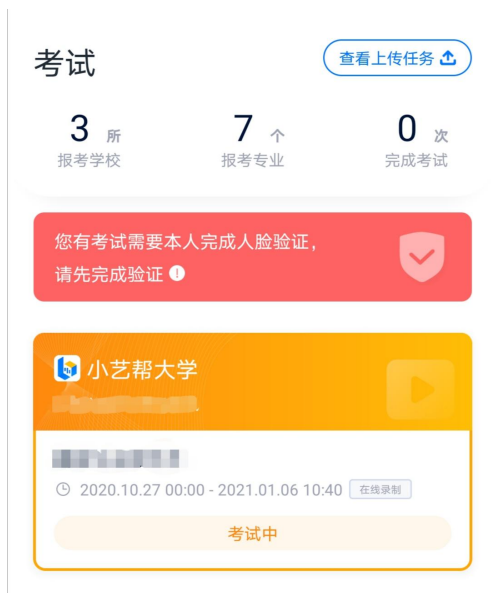 考试
查看上传任务
3 所
7 个
0 次
报考学校
报考专业
完成考试
您有考试需要本人完成人脸验证，
请先完成验证
小艺帮大学
2020.10.27 00:00 - 2021.01.06 10:40 在线录制
考试中